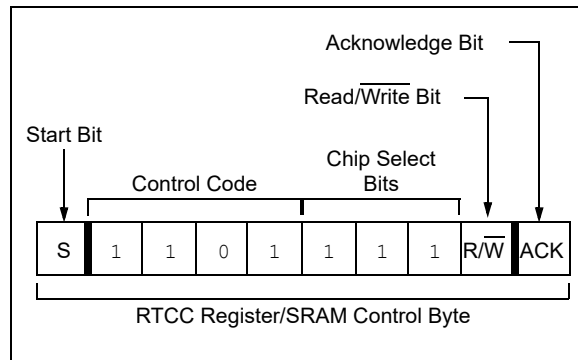 Acknowledge Bit
Read/Write Bit
Start Bit
Chip Select
Bits
Control Code
S 1 1 0 1 1 1 1 R/W ACK
RTCC Register/SRAM Control Byte